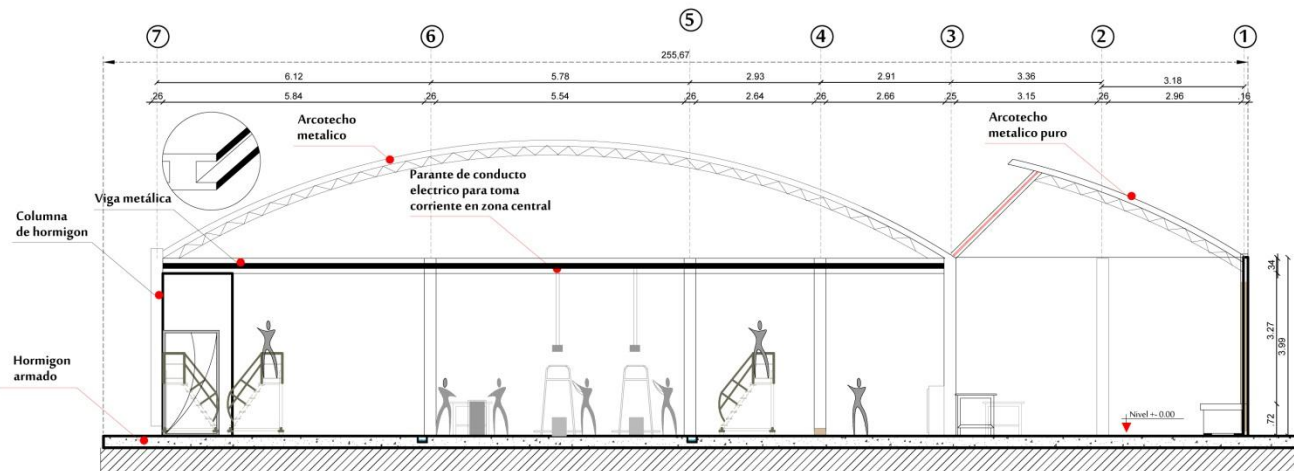 7 6 5 4 3 2 1
255,67
6.12 5.78 2.93 2.91 3.36 3.18
26 5.84 26 5.54 26 2.64 26 2.66 25 3.15 26 2.96 16
Arcotecho
metalico
Arcotecho
metalico puro
Parante de conducto
electrico para toma
corriente en zona central
Viga metálica
Columna
de hormigon
.34
3.27
3.99
.72
Hormigon
armado
Nivel +- 0.00